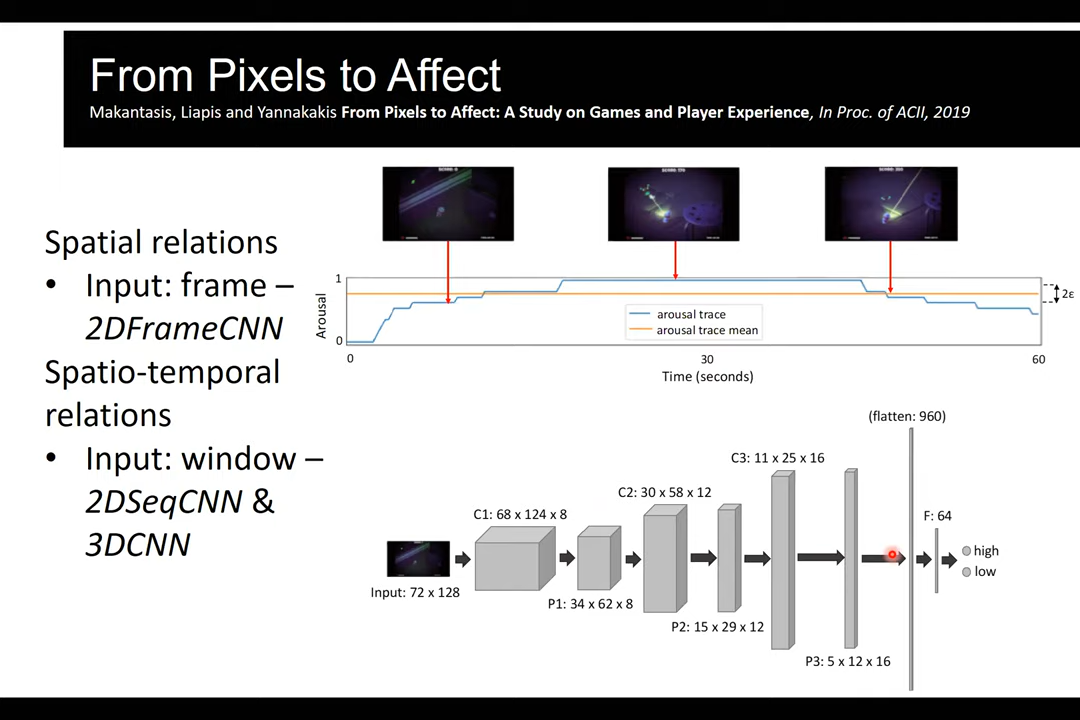 From Pixels to Affect
Makantasis, Liapis and Yannakakis From Pixels to Affect: A Study on Games and Player Experience, In Proc. of ACII, 2019
Spatial relations
• Input: frame –
2DFrameCNN
Spatio-temporal
relations
• Input: window –
2DSeqCNN &
3DCNN
1
Arousal
0
arousal trace
arousal trace mean
2ε
0
30
60
Time (seconds)
(flatten: 960)
C3: 11 x 25 x 16
C2: 30 x 58 x 12
C1: 68 x 124 x 8
F: 64
high
low
Input: 72 x 128
P1: 34 x 62 x 8
P2: 15 x 29 x 12
P3: 5 x 12 x 16